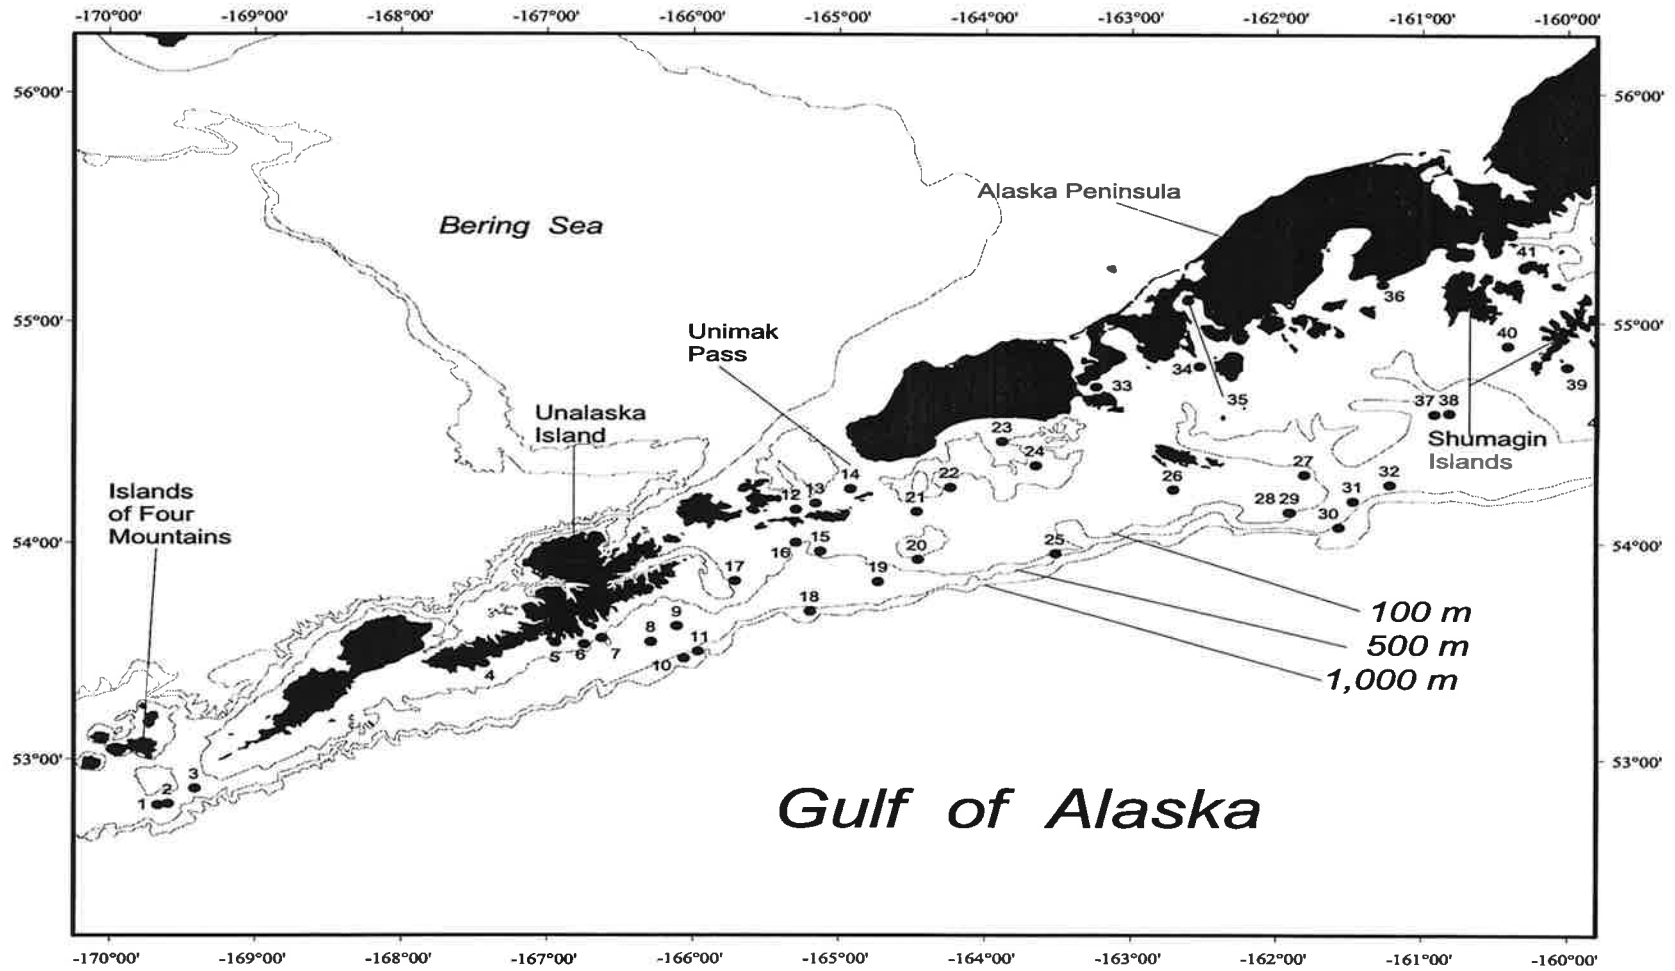 -170°00' -169°00' -168°00' -167°00' -166°00' -165°00' -164°00' -163°00' -162°00' -161°00' -160°00'
56°00' 56°00'
Alaska Peninsula
Bering Sea
41
36
55°00' 55°00'
Unimak
Pass
40
34 33 39
35
Unalaska
Island
37 38
23
Shumagin
Islands
24
Islands
of Four
Mountains
12 13 14 22 21 26 27 32
28 29 31
30
54°00' 54°00'
16 15 20 25
17 19
18
100 m
9
8
11
5 6 7
10
500 m
4
1,000 m
53°00' 53°00'
3
1 2
Gulf of Alaska
-170°00' -169°00' -168°00' -167°00' -166°00' -165°00' -164°00' -163°00' -162°00' -161°00' -160°00'